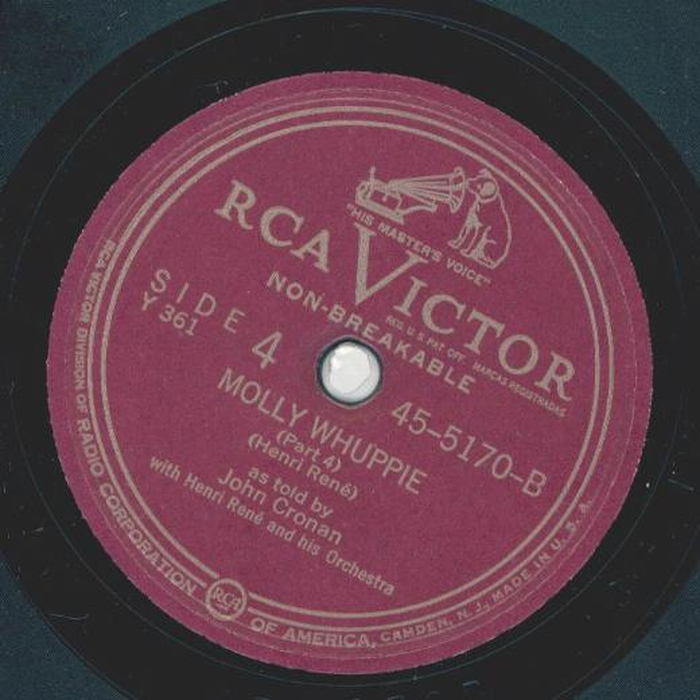 "HIS MASTER'S VOICE"
RCA VICTOR
REG. U.S. PAT. OFF. MARCAS REGISTRADAS
NON-BREAKABLE
SIDE 4
Y 361
45-5170-B
MOLLY WHUPPIE
(Part 4)
(Henri René)
as told by
John Cronan
with Henri René and his Orchestra
RCA VICTOR DIVISION OF RADIO CORPORATION RCA OF AMERICA, CAMDEN, N. J., MADE IN U. S. A.